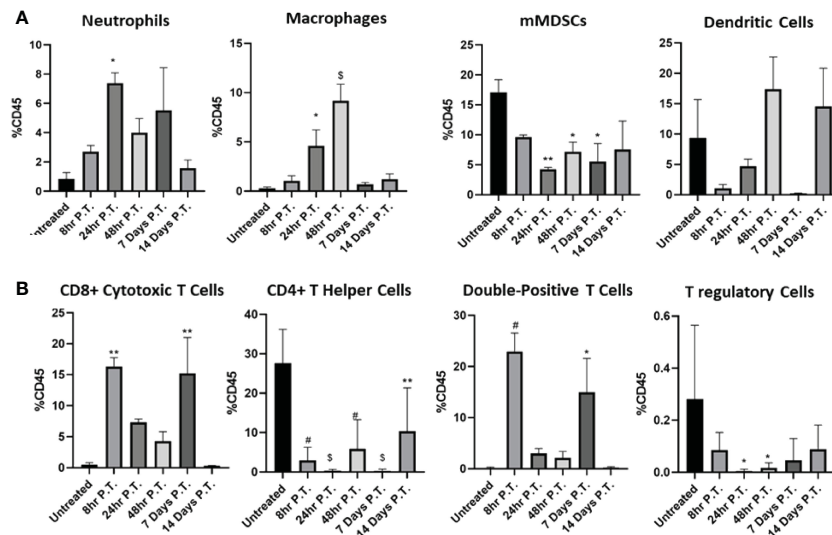 A
Neutrophils
%CD45
10
8
6
4
2
0
*
Untreated
8hr P.T.
24hr P.T.
48hr P.T.
7 Days P.T.
14 Days P.T.
Macrophages
%CD45
15
10
5
0
*
$
Untreated
8hr P.T.
24hr P.T.
48hr P.T.
7 Days P.T.
14 Days P.T.
mMDSCs
%CD45
25
20
15
10
5
0
**
*
*
Untreated
8hr P.T.
24hr P.T.
48hr P.T.
7 Days P.T.
14 Days P.T.
Dendritic Cells
%CD45
25
20
15
10
5
0
Untreated
8hr P.T.
24hr P.T.
48hr P.T.
7 Days P.T.
14 Days P.T.
B
CD8+ Cytotoxic T Cells
%CD45
25
20
15
10
5
0
**
**
Untreated
8hr P.T.
24hr P.T.
48hr P.T.
7 Days P.T.
14 Days P.T.
CD4+ T Helper Cells
%CD45
40
30
20
10
0
#
$
#
$
**
Untreated
8hr P.T.
24hr P.T.
48hr P.T.
7 Days P.T.
14 Days P.T.
Double-Positive T Cells
%CD45
30
20
10
0
#
*
Untreated
8hr P.T.
24hr P.T.
48hr P.T.
7 Days P.T.
14 Days P.T.
T regulatory Cells
%CD45
0.6
0.4
0.2
0.0
*
*
Untreated
8hr P.T.
24hr P.T.
48hr P.T.
7 Days P.T.
14 Days P.T.